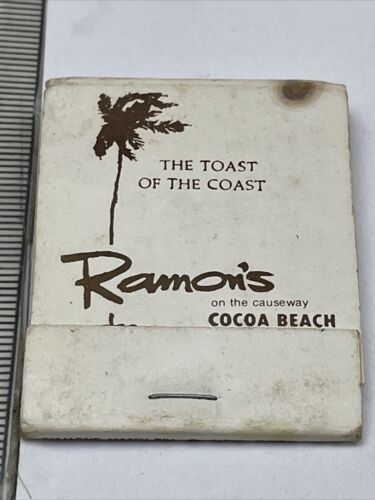 THE TOAST
OF THE COAST
Ramon's
on the causeway
COCOA BEACH